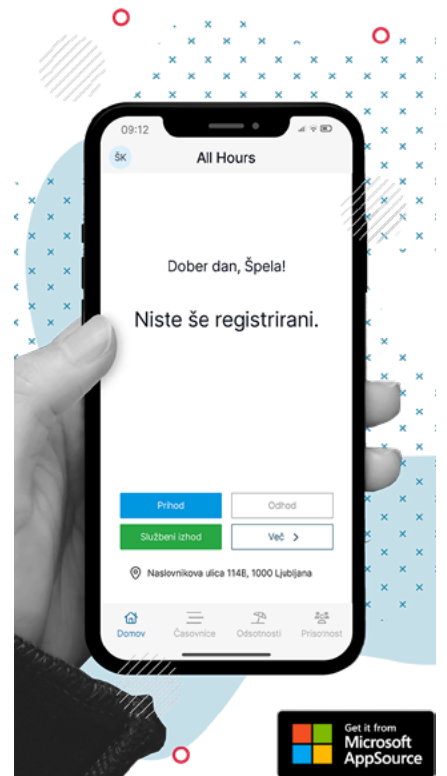 09:12
ŠK
All Hours
Dober dan, Špela!
Niste še registrirani.
Prihod
Odhod
Službeni izhod
Več >
Naslovnikova ulica 114B, 1000 Ljubljana
Domov
Časovnice
Odsotnosti
Prisotnost
Get it from
Microsoft
AppSource